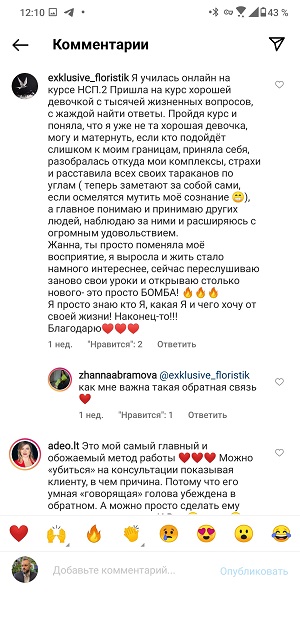 12:10
43 %
Комментарии
exklusive_floristik Я училась онлайн на
курсе НСП.2 Пришла на курс хорошей
девочкой с тысячей жизненных вопросов,
с жаждой найти ответы. Пройдя курс и
поняла, что я уже не та хорошая девочка,
могу и матернуть, если кто подойдёт
слишком к моим границам, приняла себя,
разобралась откуда мои комплексы, страхи
и расставила всех своих тараканов по
углам ( теперь заметают за собой сами,
если осмелятся мутить моё сознание 😁),
а главное понимаю и принимаю других
людей, наблюдаю за ними и расширяюсь с
огромным удовольствием.
Жанна, ты просто поменяла моё
восприятие, я выросла и жить стало
намного интереснее, сейчас переслушиваю
заново свои уроки и открываю столько
нового- это просто БОМБА! 🔥🔥🔥
Я просто знаю кто Я, какая Я и чего хочу от
своей жизни! Наконец-то!!!
Благодарю❤️❤️❤️
1 нед. "Нравится": 2 Ответить
zhannaabramova @exklusive_floristik
как мне важна такая обратная связь
❤️
1 нед. "Нравится": 1 Ответить
adeo.lt Это мой самый главный и
обожаемый метод работы ❤️❤️❤️ Можно
«убиться» на консультации показывая
клиенту, в чем причина. Потому что его
умная «говорящая» голова убеждена в
обратном. А можно просто сделать ему
❤️ 🙌 🔥 👏 😢 😍 😮 😂
Добавьте комментарий... Опубликовать